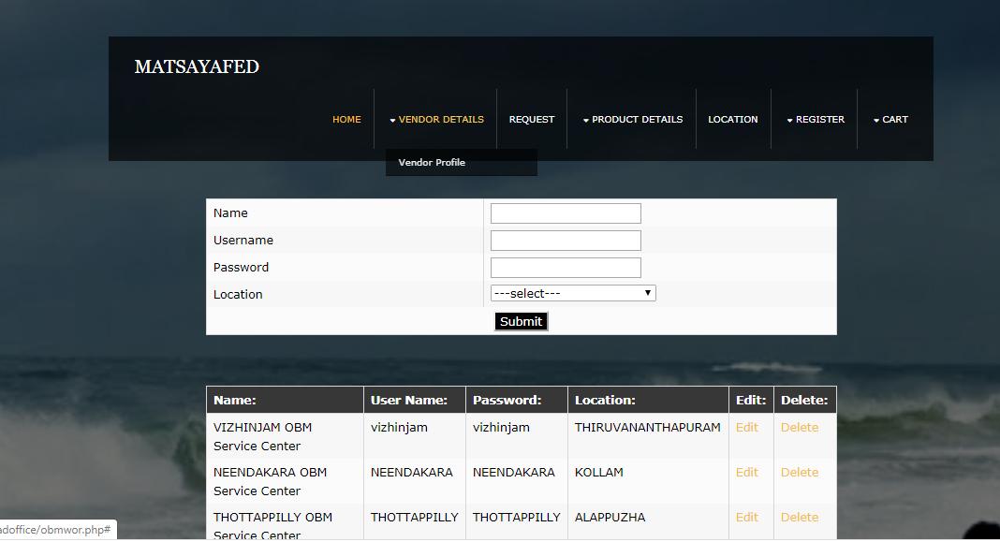 MATSAYAFED
HOME VENDOR DETAILS REQUEST PRODUCT DETAILS LOCATION REGISTER CART
Vendor Profile
Name
Username
Password
Location ---select---
Submit
Name: User Name: Password: Location: Edit: Delete:
VIZHINJAM OBM vizhinjam vizhinjam THIRUVANANTHAPURAM Edit Delete
Service Center
NEENDAKARA OBM NEENDAKARA NEENDAKARA KOLLAM Edit Delete
Service Center
THOTTAPPILLY OBM THOTTAPPILLY THOTTAPPILLY ALAPPUZHA Edit Delete
Service Center
adoffice/obmwor.php#